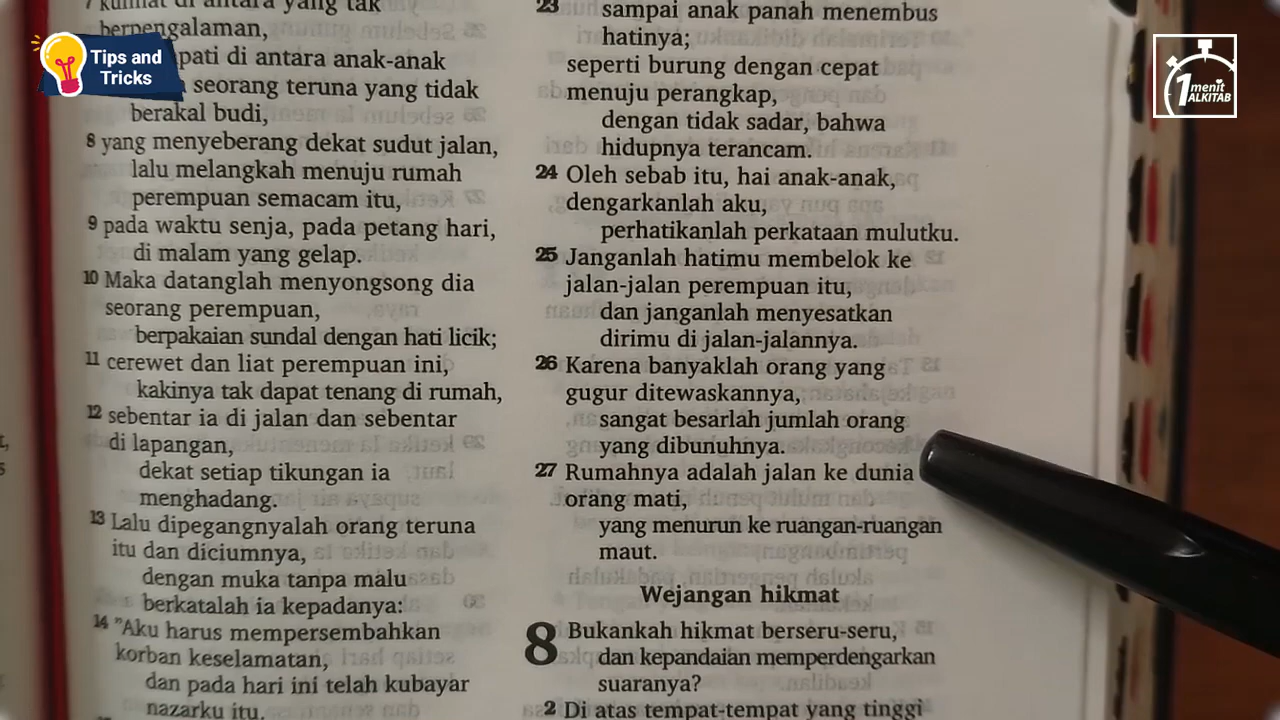 Tips and
Tricks
1 menit
ALKITAB
di antara yang tak
berpengalaman,
di antara anak-anak
seorang teruna yang tidak
berakal budi,
8 yang menyeberang dekat sudut jalan,
lalu melangkah menuju rumah
perempuan semacam itu,
9 pada waktu senja, pada petang hari,
di malam yang gelap.
10 Maka datanglah menyongsong dia
seorang perempuan,
berpakaian sundal dengan hati licik;
11 cerewet dan liat perempuan ini,
kakinya tak dapat tenang di rumah,
12 sebentar ia di jalan dan sebentar
di lapangan,
dekat setiap tikungan ia
menghadang.
13 Lalu dipegangnyalah orang teruna
itu dan diciumnya,
dengan muka tanpa malu
berkatalah ia kepadanya:
14 "Aku harus mempersembahkan
korban keselamatan,
dan pada hari ini telah kubayar
nazarku itu.
23 sampai anak panah menembus
hatinya;
seperti burung dengan cepat
menuju perangkap,
dengan tidak sadar, bahwa
hidupnya terancam.
24 Oleh sebab itu, hai anak-anak,
dengarkanlah aku,
perhatikanlah perkataan mulutku.
25 Janganlah hatimu membelok ke
jalan-jalan perempuan itu,
dan janganlah menyesatkan
dirimu di jalan-jalannya.
26 Karena banyaklah orang yang
gugur ditewaskannya,
sangat besarlah jumlah orang
yang dibunuhnya.
27 Rumahnya adalah jalan ke dunia
orang mati,
yang menurun ke ruangan-ruangan
maut.
Wejangan hikmat
8 Bukankah hikmat berseru-seru,
dan kepandaian memperdengarkan
suaranya?
2 Di atas tempat-tempat yang tinggi